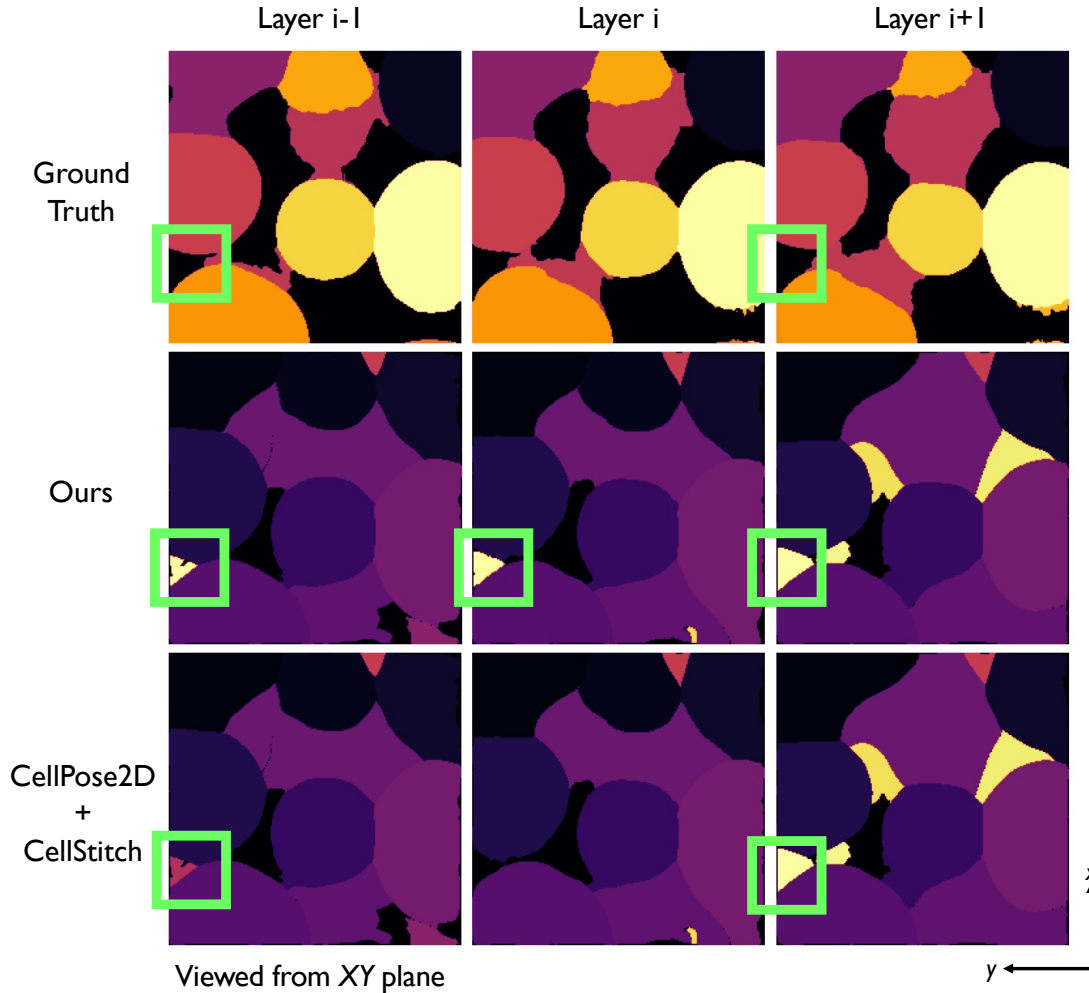 Layer i-1 Layer i Layer i+1
Ground
Truth
Ours
CellPose2D
+
CellStitch
Viewed from XY plane
y